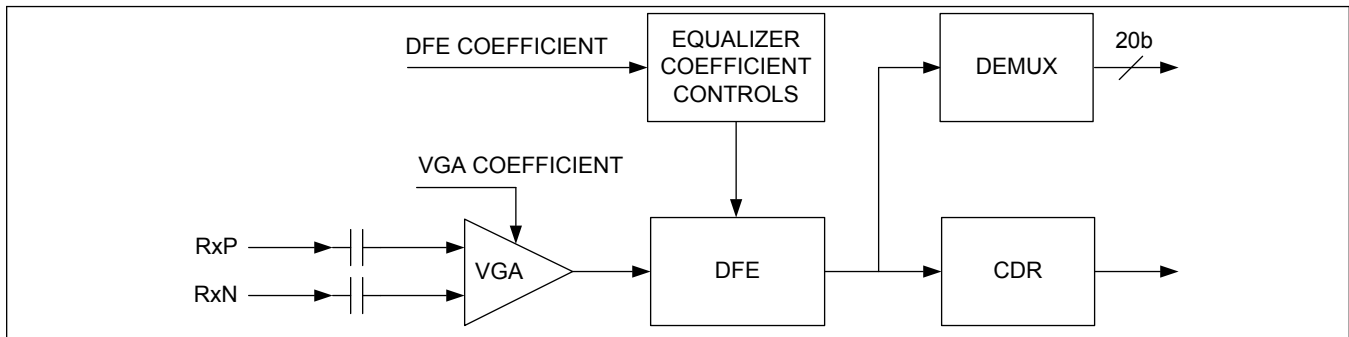 DFE COEFFICIENT
EQUALIZER
COEFFICIENT
CONTROLS
DEMUX
20b
VGA COEFFICIENT
RxP
RxN
VGA
DFE
CDR